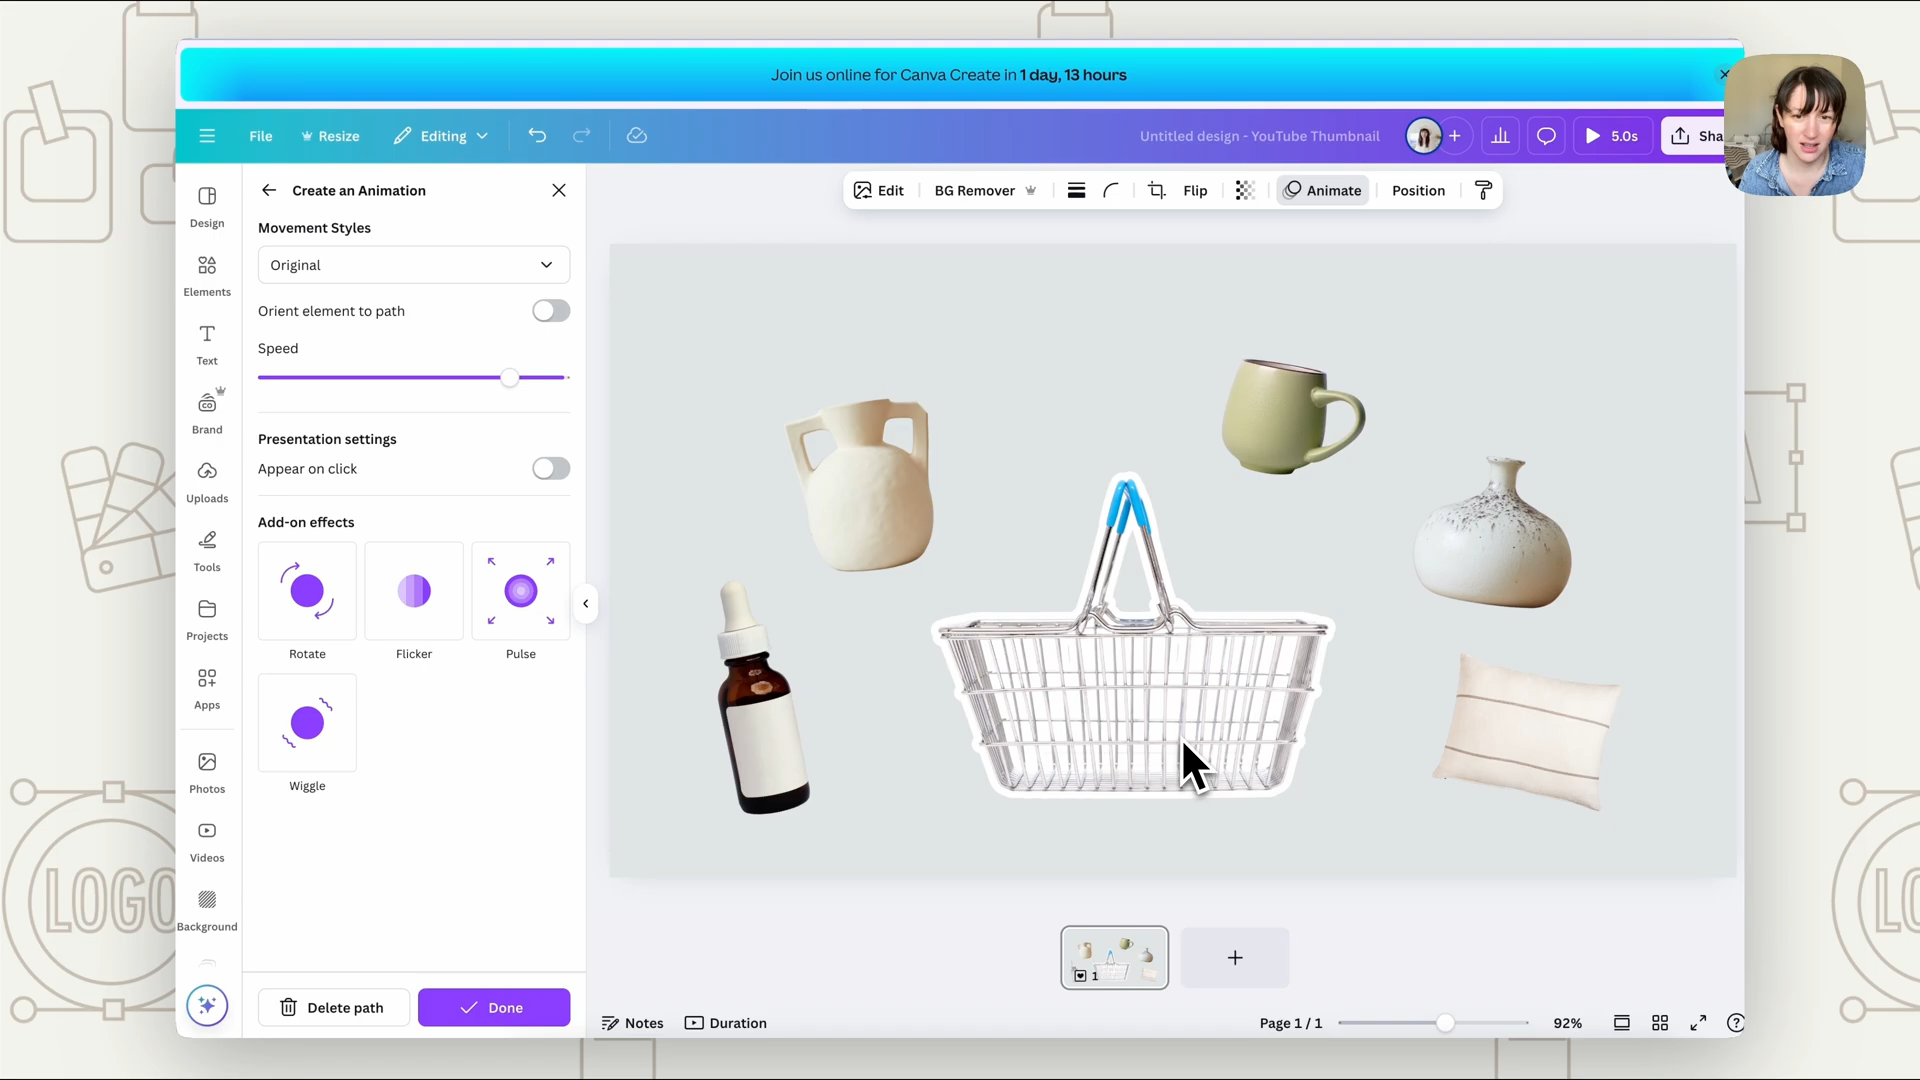 Join us online for Canva Create in 1 day, 13 hours
File
Resize
Editing
Untitled design - YouTube Thumbnail
5.0s
Sha
Design
Elements
Text
Brand
CO
Uploads
Tools
Projects
Apps
Photos
Videos
Background
Create an Animation
Movement Styles
Original
Orient element to path
Speed
Presentation settings
Appear on click
Add-on effects
Rotate
Flicker
Pulse
Wiggle
Delete path
Done
Edit
BG Remover
Flip
Animate
Position
1
Notes
Duration
Page 1 / 1
92%
LOGO
LO